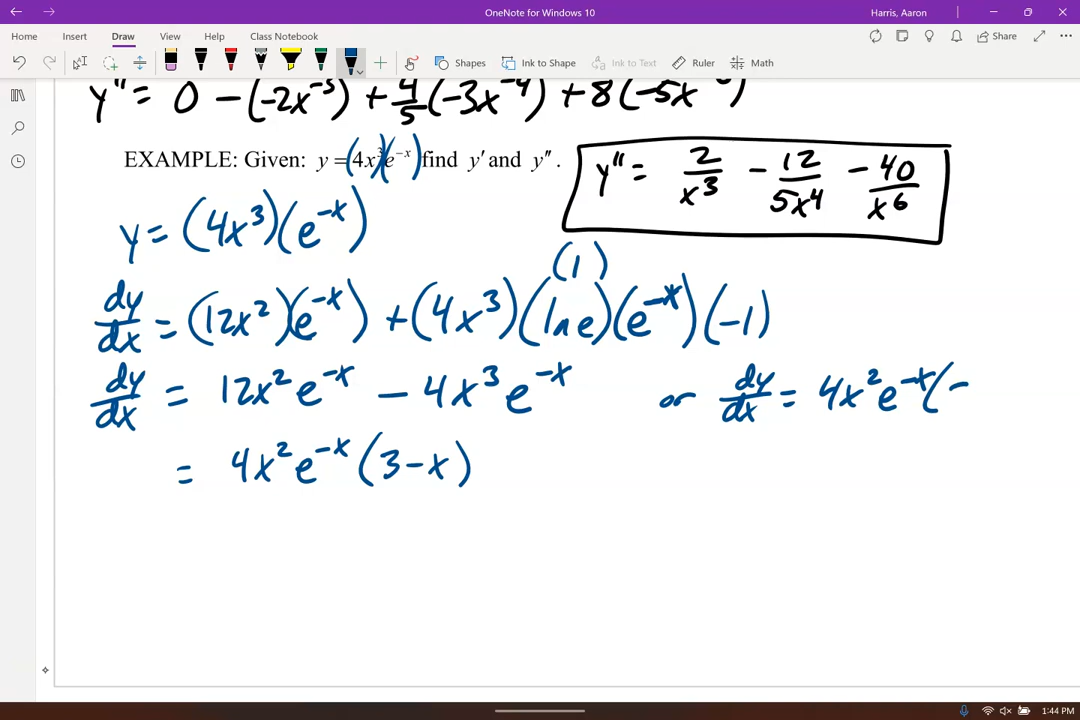 OneNote for Windows 10
Harris, Aaron
Home Insert Draw View Help Class Notebook
Share
Shapes Ink to Shape Ink to Text Ruler Math
y'' = 0 - (-2x⁻³) + 4/5(-3x⁻⁴) + 8(-5x⁻⁶)
EXAMPLE: Given: y = (4x³)(e⁻ˣ) find y′ and y″.
y'' = 2/x³ - 12/5x⁴ - 40/x⁶
y = (4x³)(e⁻ˣ)
(1)
dy/dx = (12x²)(e⁻ˣ) + (4x³)(ln e)(e⁻ˣ)(-1)
dy/dx = 12x²e⁻ˣ - 4x³e⁻ˣ or dy/dx = 4x²e⁻ˣ(-
= 4x²e⁻ˣ(3-x)
1:44 PM